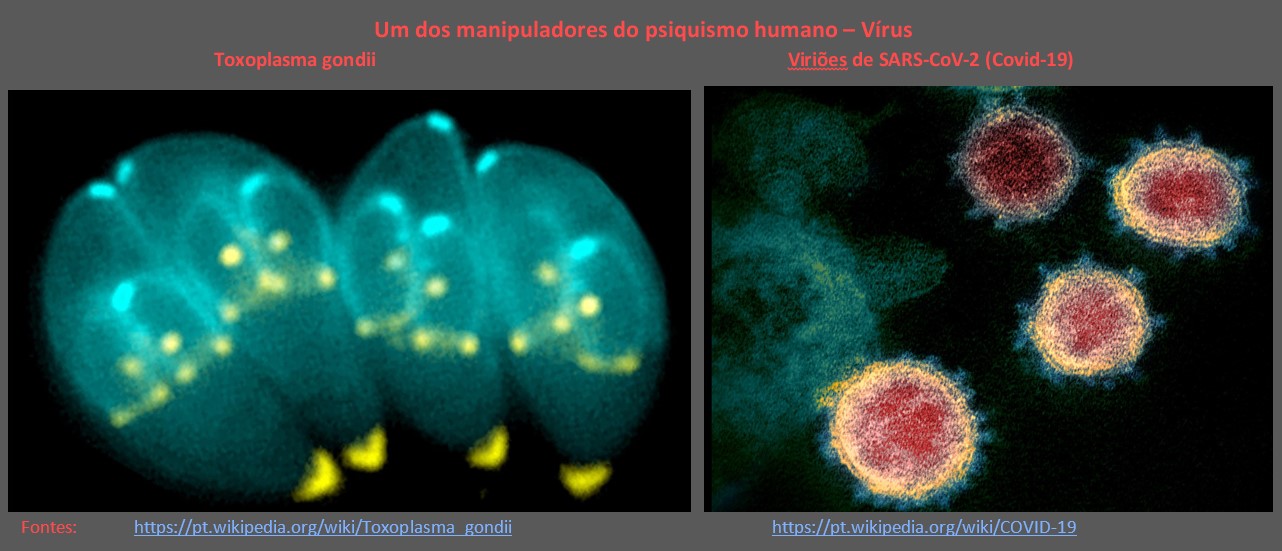 Um dos manipuladores do psiquismo humano – Vírus
Toxoplasma gondii
Viriões de SARS-CoV-2 (Covid-19)
Fontes:
https://pt.wikipedia.org/wiki/Toxoplasma_gondii
https://pt.wikipedia.org/wiki/COVID-19